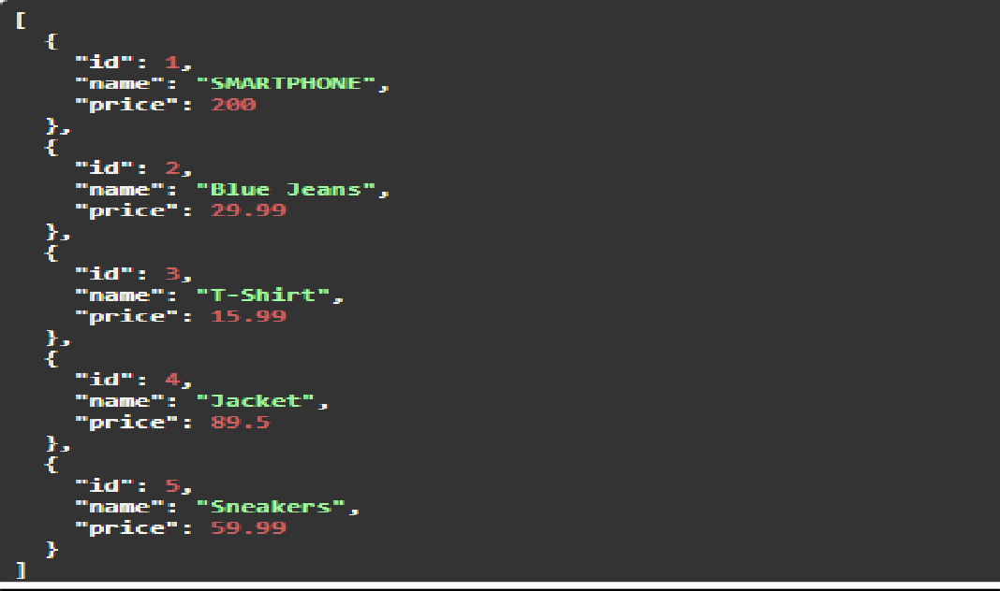 [
  {
    "id": 1,
    "name": "SMARTPHONE",
    "price": 200
  },
  {
    "id": 2,
    "name": "Blue Jeans",
    "price": 29.99
  },
  {
    "id": 3,
    "name": "T-Shirt",
    "price": 15.99
  },
  {
    "id": 4,
    "name": "Jacket",
    "price": 89.5
  },
  {
    "id": 5,
    "name": "Sneakers",
    "price": 59.99
  }
]